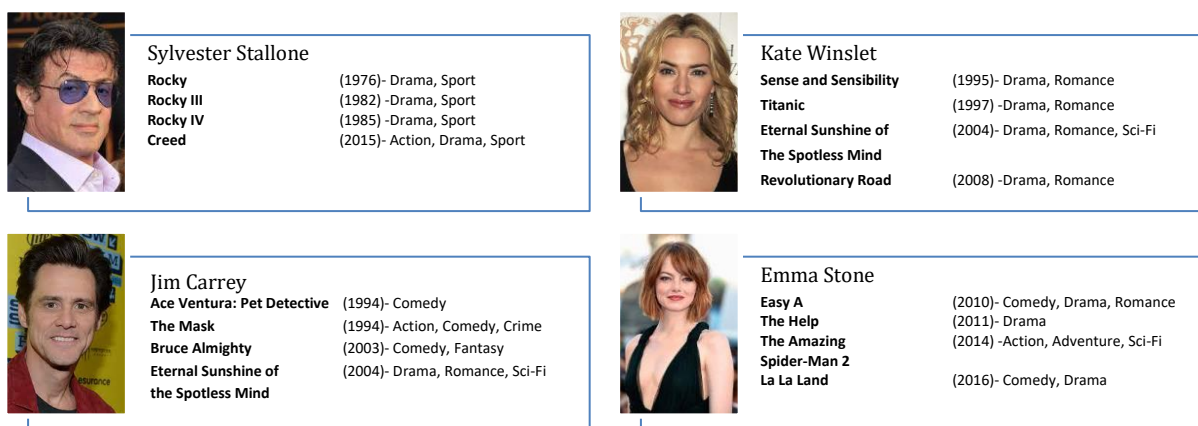 Sylvester Stallone
Rocky (1976)- Drama, Sport
Rocky III (1982) -Drama, Sport
Rocky IV (1985)- Drama, Sport
Creed (2015)- Action, Drama, Sport
Kate Winslet
Sense and Sensibility (1995)- Drama, Romance
Titanic (1997) -Drama, Romance
Eternal Sunshine of (2004)- Drama, Romance, Sci-Fi
The Spotless Mind
Revolutionary Road (2008) -Drama, Romance
Jim Carrey
Ace Ventura: Pet Detective (1994)- Comedy
The Mask (1994)- Action, Comedy, Crime
Bruce Almighty (2003)- Comedy, Fantasy
Eternal Sunshine of (2004)- Drama, Romance, Sci-Fi
the Spotless Mind
esurance
Emma Stone
Easy A (2010)- Comedy, Drama, Romance
The Help (2011)- Drama
The Amazing (2014) -Action, Adventure, Sci-Fi
Spider-Man 2
La La Land (2016)- Comedy, Drama